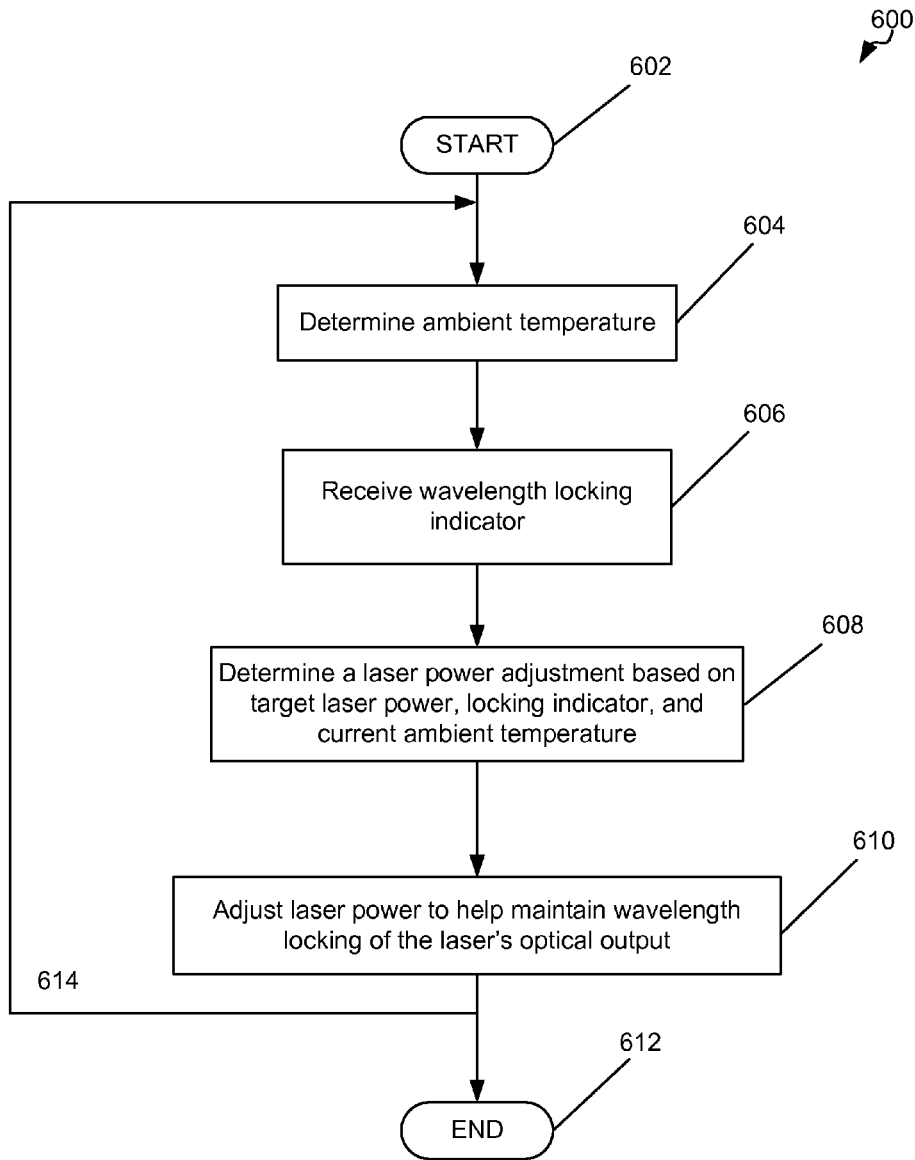 600
602
START
604
Determine ambient temperature
606
Receive wavelength locking
indicator
608
Determine a laser power adjustment based on
target laser power, locking indicator, and
current ambient temperature
610
Adjust laser power to help maintain wavelength
locking of the laser's optical output
614
612
END